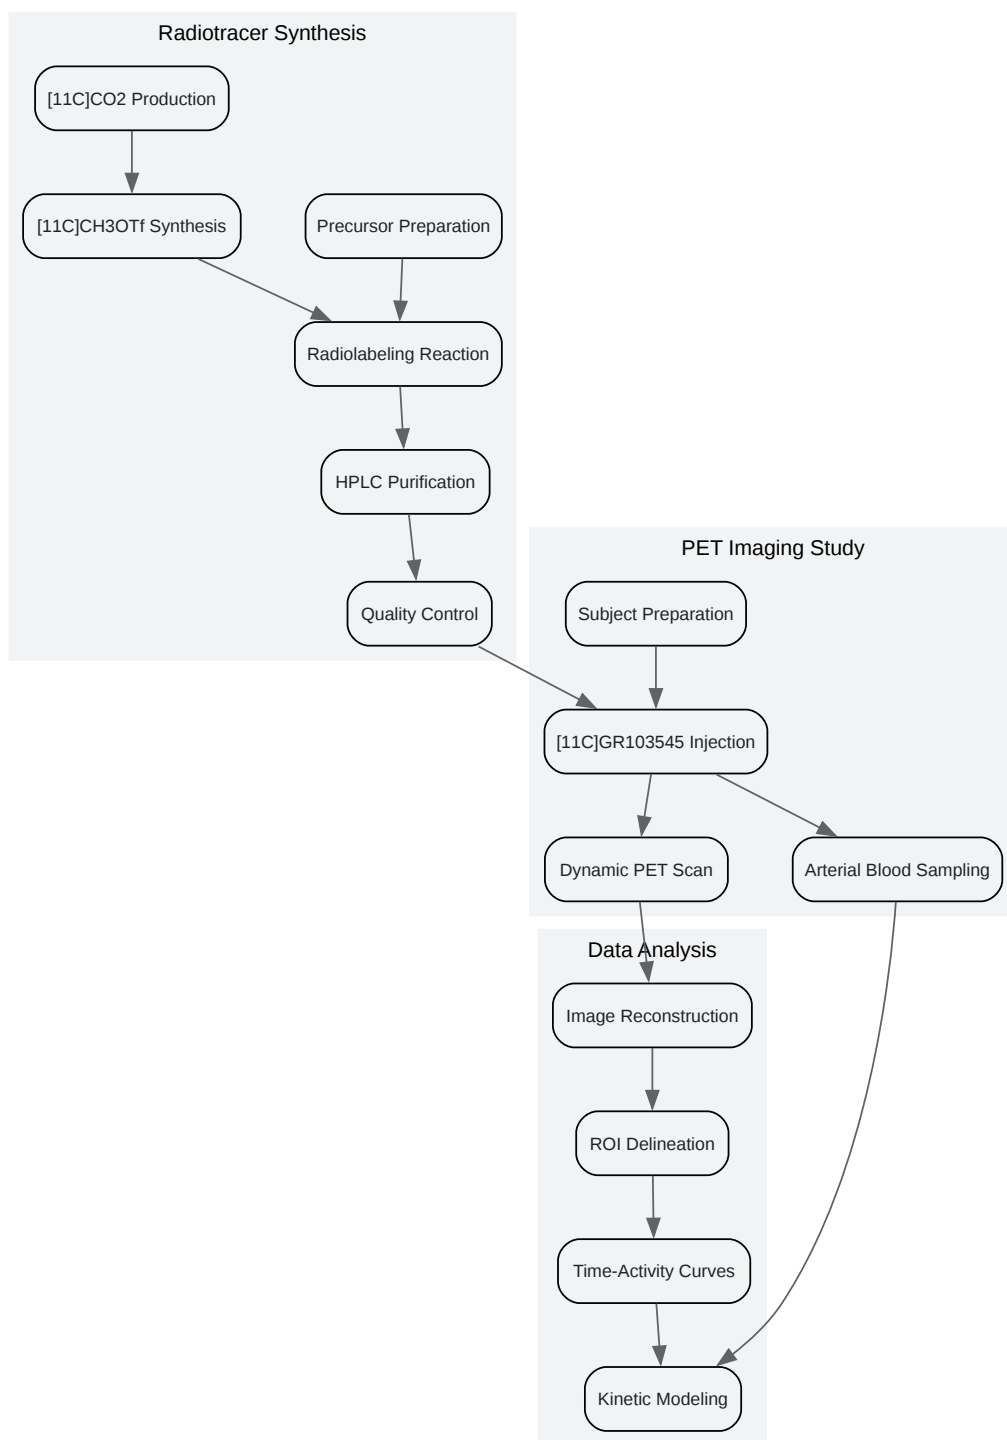 Radiotracer Synthesis
[11C]CO2 Production
[11C]CH3OTf Synthesis
Precursor Preparation
Radiolabeling Reaction
HPLC Purification
Quality Control
PET Imaging Study
Subject Preparation
[11C]GR103545 Injection
Dynamic PET Scan
Arterial Blood Sampling
Data Analysis
Image Reconstruction
ROI Delineation
Time-Activity Curves
Kinetic Modeling